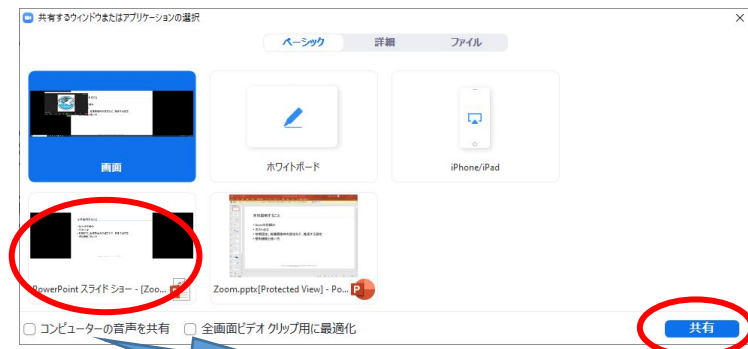 共有するウィンドウまたはアプリケーションの選択
ベーシック 詳細 ファイル
画面
ホワイトボード
iPhone/iPad
PowerPoint スライド ショー - [Zoo...
Zoom.pptx[Protected View] - Po...
コンピューターの音声を共有
全画面ビデオ クリップ用に最適化
共有